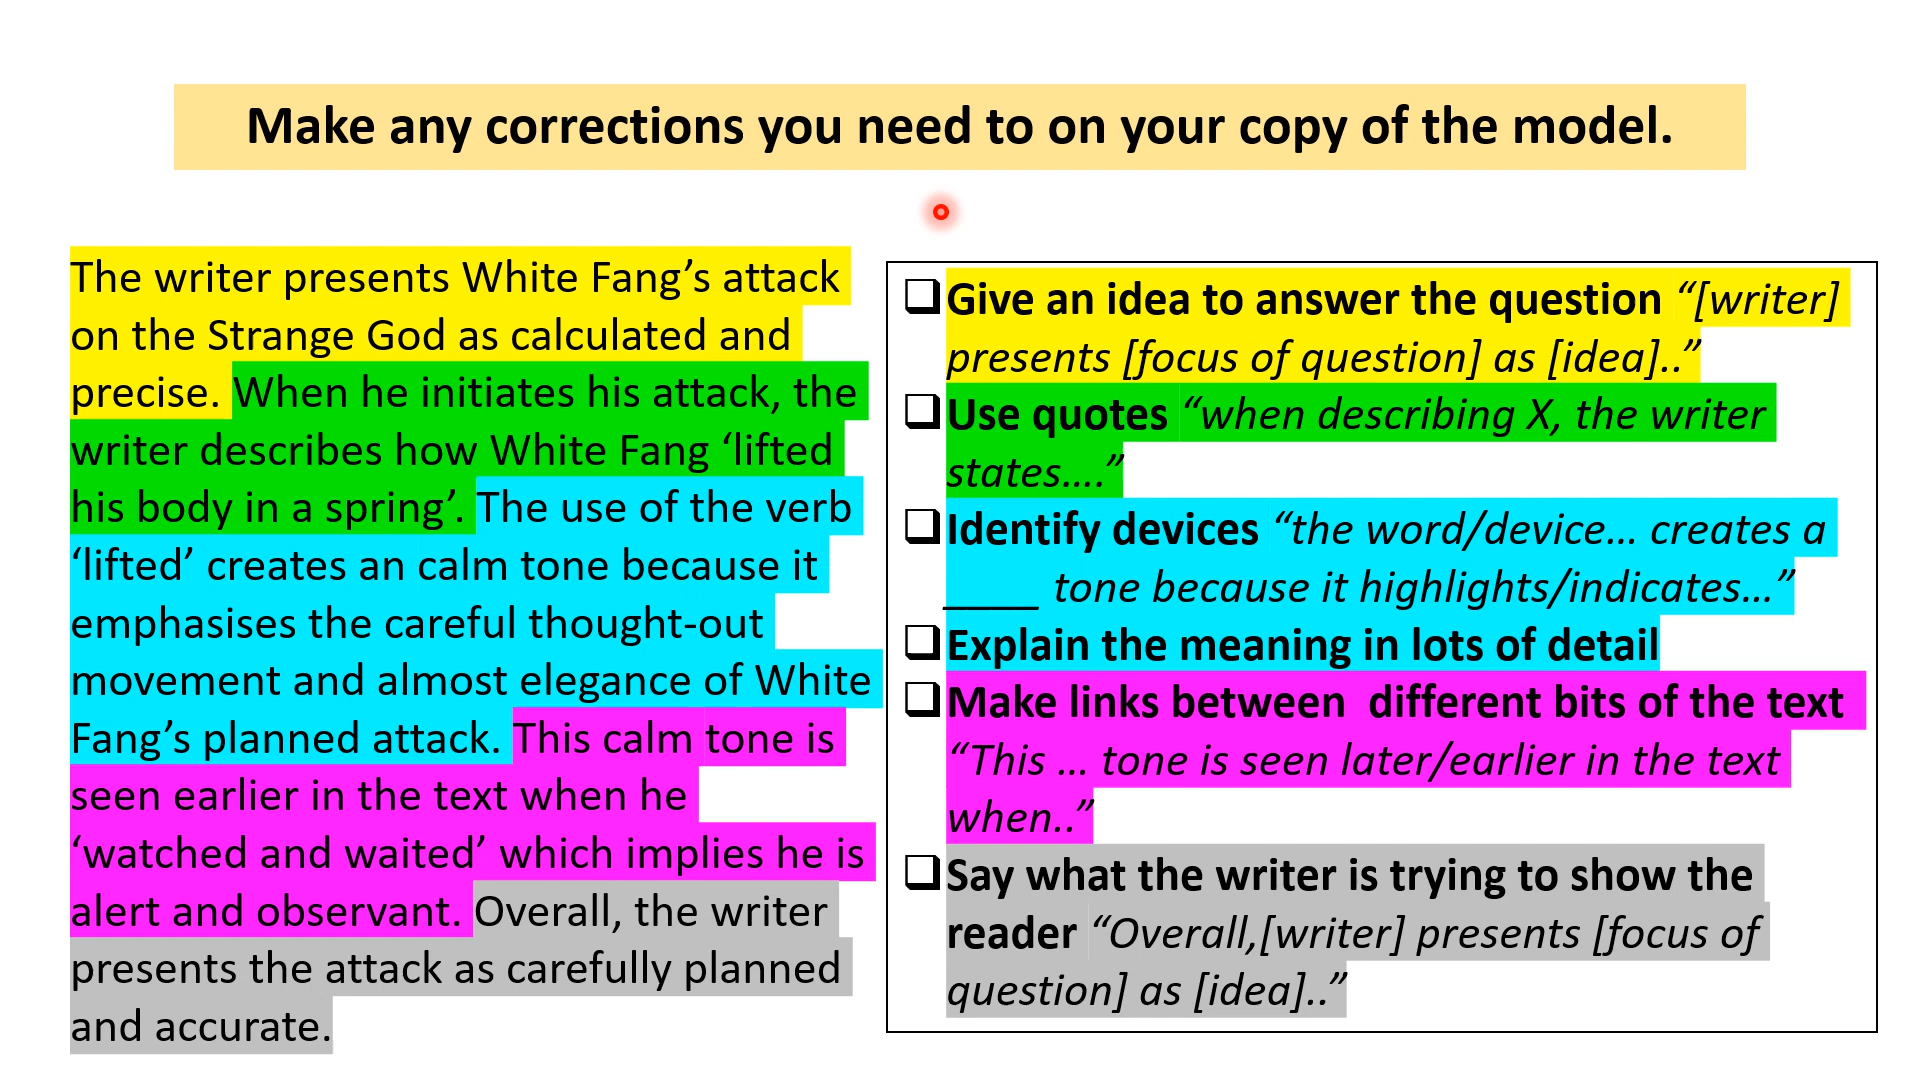 Make any corrections you need to on your copy of the model.
The writer presents White Fang’s attack
on the Strange God as calculated and
precise. When he initiates his attack, the
writer describes how White Fang ‘lifted
his body in a spring’. The use of the verb
‘lifted’ creates an calm tone because it
emphasises the careful thought-out
movement and almost elegance of White
Fang’s planned attack. This calm tone is
seen earlier in the text when he
‘watched and waited’ which implies he is
alert and observant. Overall, the writer
presents the attack as carefully planned
and accurate.
❑Give an idea to answer the question “[writer]
presents [focus of question] as [idea]..”
❑Use quotes “when describing X, the writer
states….”
❑Identify devices “the word/device… creates a
____ tone because it highlights/indicates…”
❑Explain the meaning in lots of detail
❑Make links between  different bits of the text
“This … tone is seen later/earlier in the text
when..”
❑Say what the writer is trying to show the
reader “Overall,[writer] presents [focus of
question] as [idea]..”